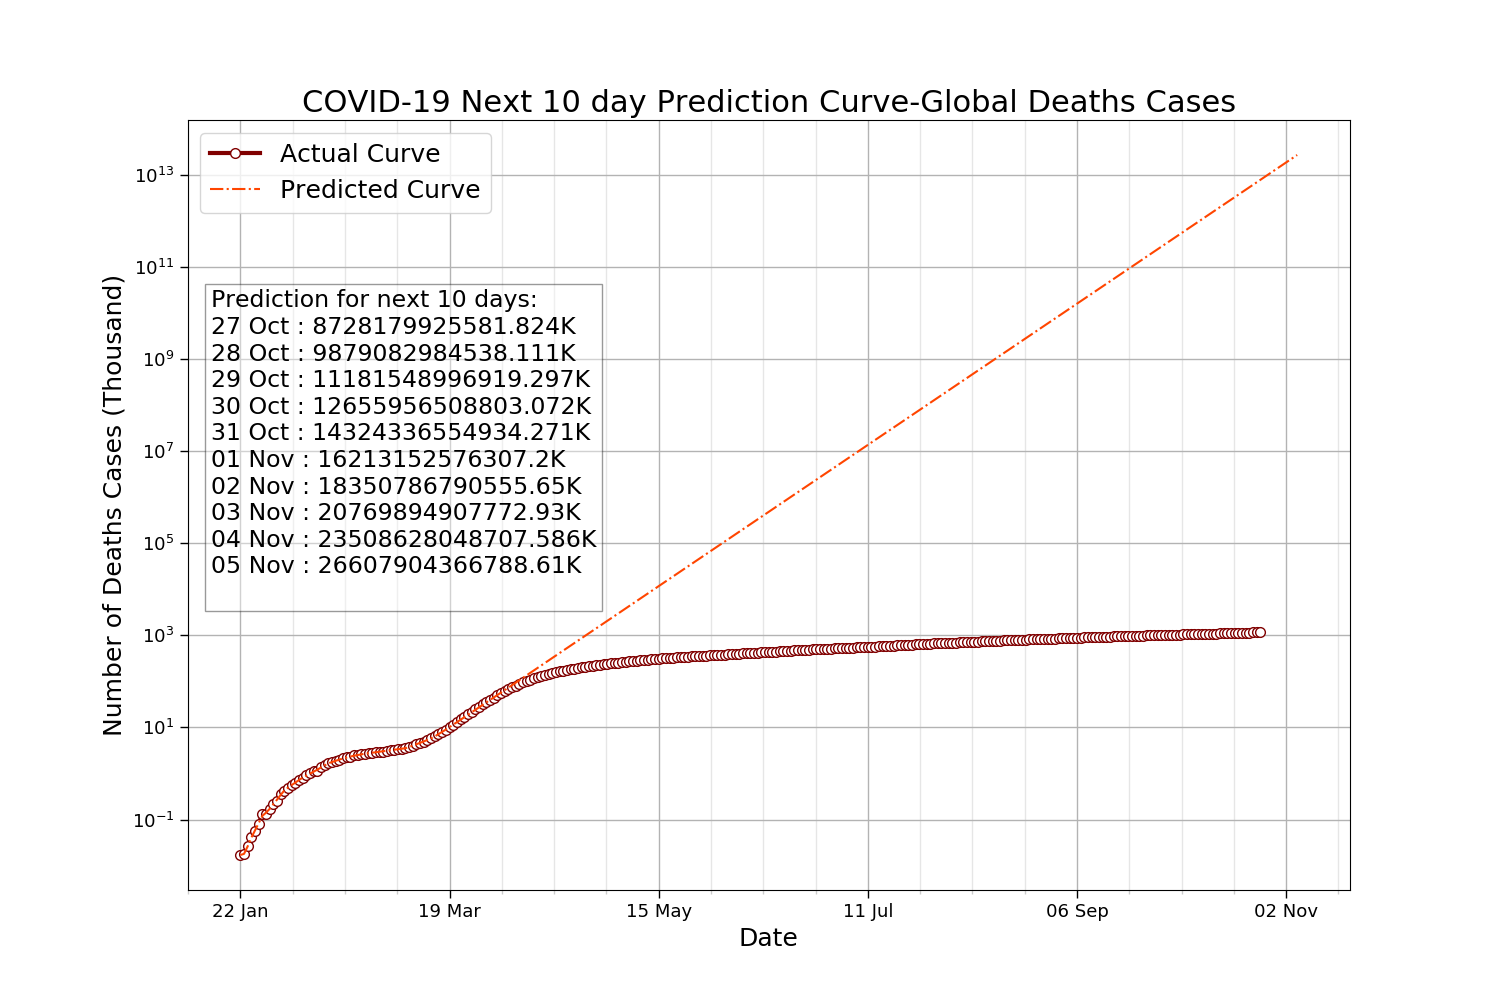 COVID-19 Next 10 day Prediction Curve-Global Deaths Cases
Actual Curve
Predicted Curve
Prediction for next 10 days:
27 Oct : 8728179925581.824K
28 Oct : 9879082984538.111K
29 Oct : 11181548996919.297K
30 Oct : 12655956508803.072K
31 Oct : 14324336554934.271K
01 Nov : 16213152576307.2K
02 Nov : 18350786790555.65K
03 Nov : 20769894907772.93K
04 Nov : 23508628048707.586K
05 Nov : 26607904366788.61K
Number of Deaths Cases (Thousand)
10¹³
10¹¹
10⁹
10⁷
10⁵
10³
10¹
10⁻¹
22 Jan
19 Mar
15 May
11 Jul
06 Sep
02 Nov
Date